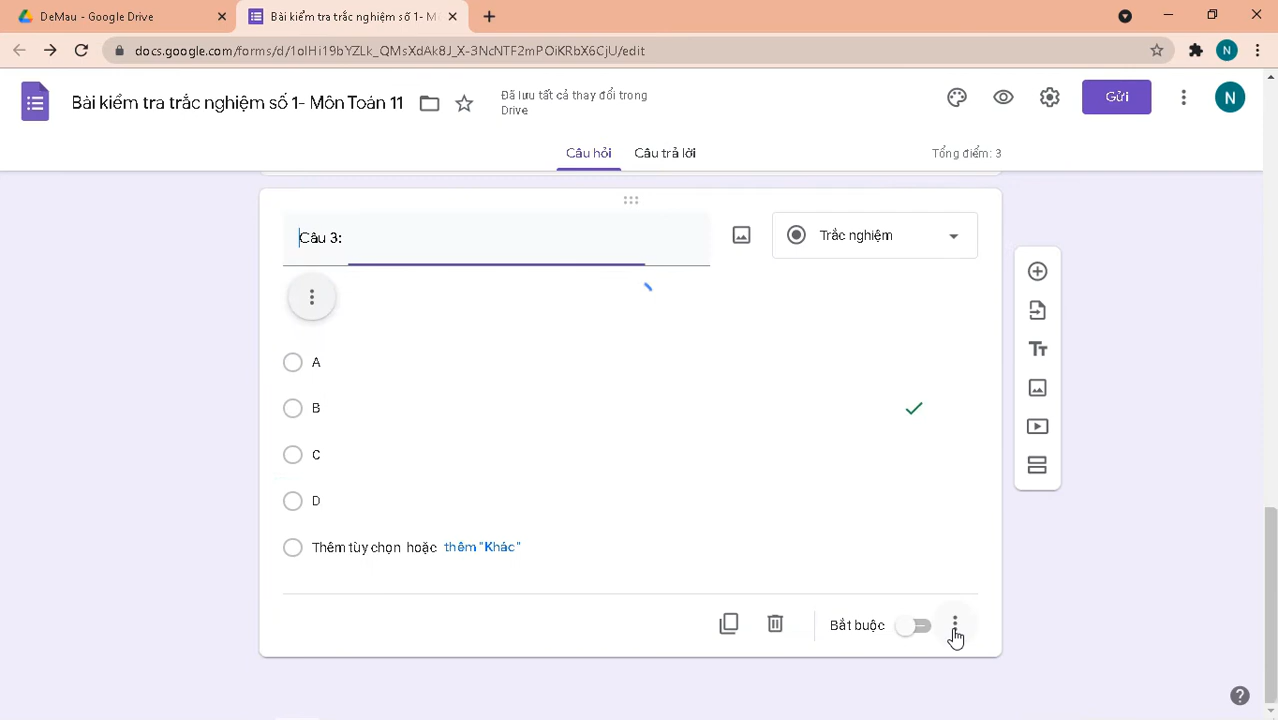 DeMau - Google Drive
Bài kiểm tra trắc nghiệm số 1- M
docs.google.com/forms/d/1olHi19bYZLk_QMsXdAk8J_X-3NcNTF2mPOiKRbX6CjU/edit
N
Bài kiểm tra trắc nghiệm số 1- Môn Toán 11
Đã lưu tất cả thay đổi trong
Drive
Gửi
N
Câu hỏi
Câu trả lời
Tổng điểm: 3
Câu 3:
Trắc nghiệm
A
B
C
D
Thêm tùy chọn hoặc thêm "Khác"
Bắt buộc